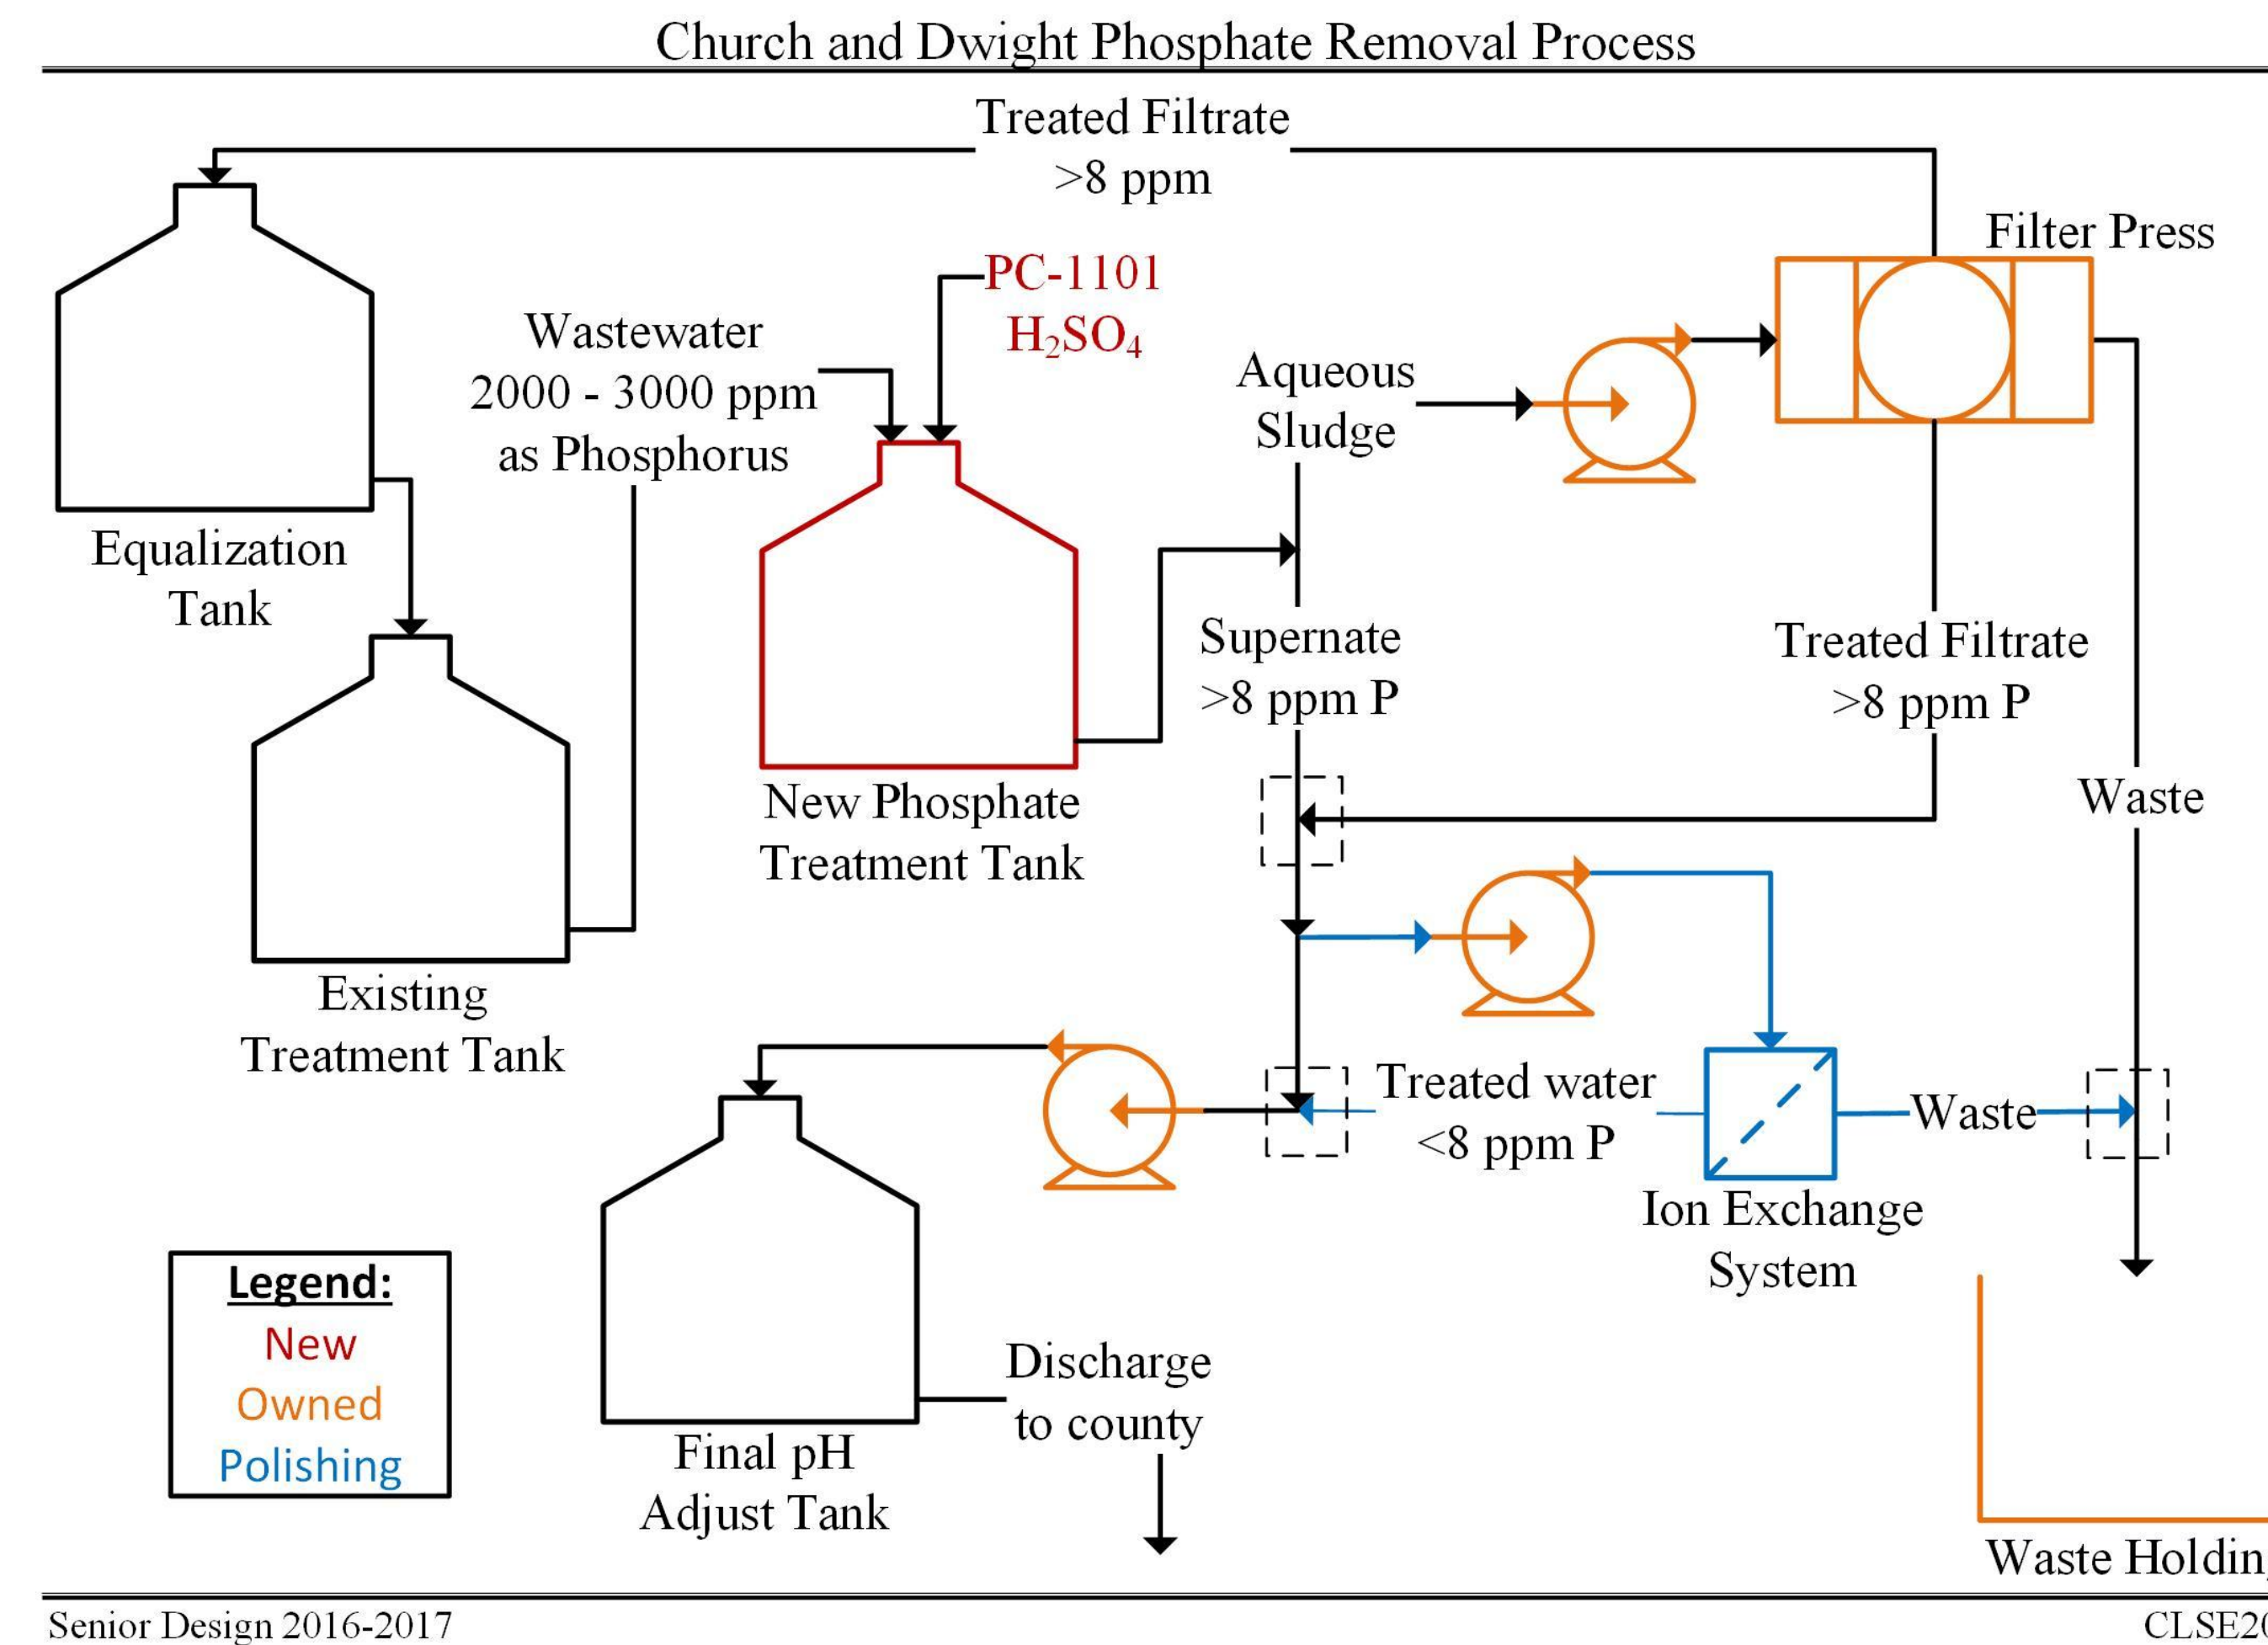 Church and Dwight Phosphate Removal Process
Treated Filtrate
>8 ppm
Filter Press
PC-1101
H₂SO₄
Wastewater
2000 - 3000 ppm
as Phosphorus
Aqueous
Sludge
Equalization
Tank
Supernate
>8 ppm P
Treated Filtrate
>8 ppm P
New Phosphate
Treatment Tank
Waste
Existing
Treatment Tank
Treated water
<8 ppm P
Waste
Ion Exchange
System
Legend:
New
Owned
Polishing
Discharge
to county
Final pH
Adjust Tank
Waste
Senior Design 2016-2017